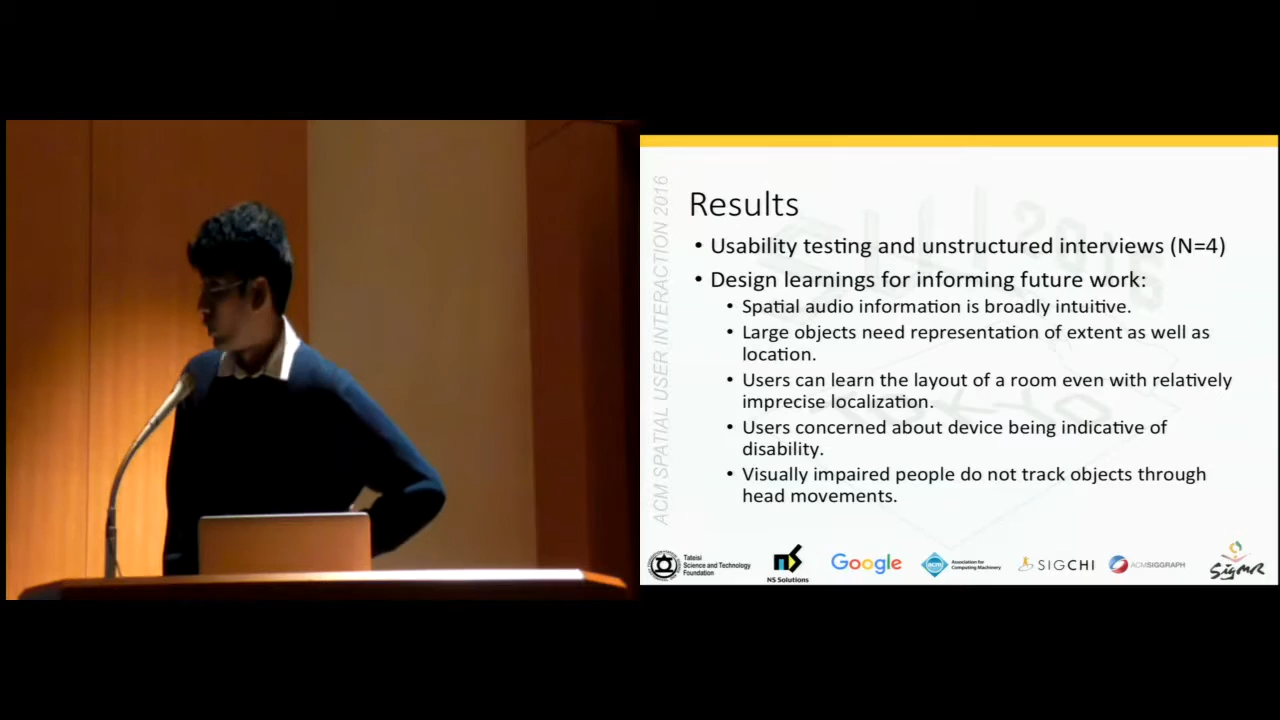 ACM SPATIAL USER INTERACTION 2016
Results
• Usability testing and unstructured interviews (N=4)
• Design learnings for informing future work:
• Spatial audio information is broadly intuitive.
• Large objects need representation of extent as well as
location.
• Users can learn the layout of a room even with relatively
imprecise localization.
• Users concerned about device being indicative of
disability.
• Visually impaired people do not track objects through
head movements.
Tateisi
Science and Technology
Foundation
NS Solutions
Google
acm
Association for
Computing Machinery
SIGCHI
ACMSIGGRAPH
SigMR